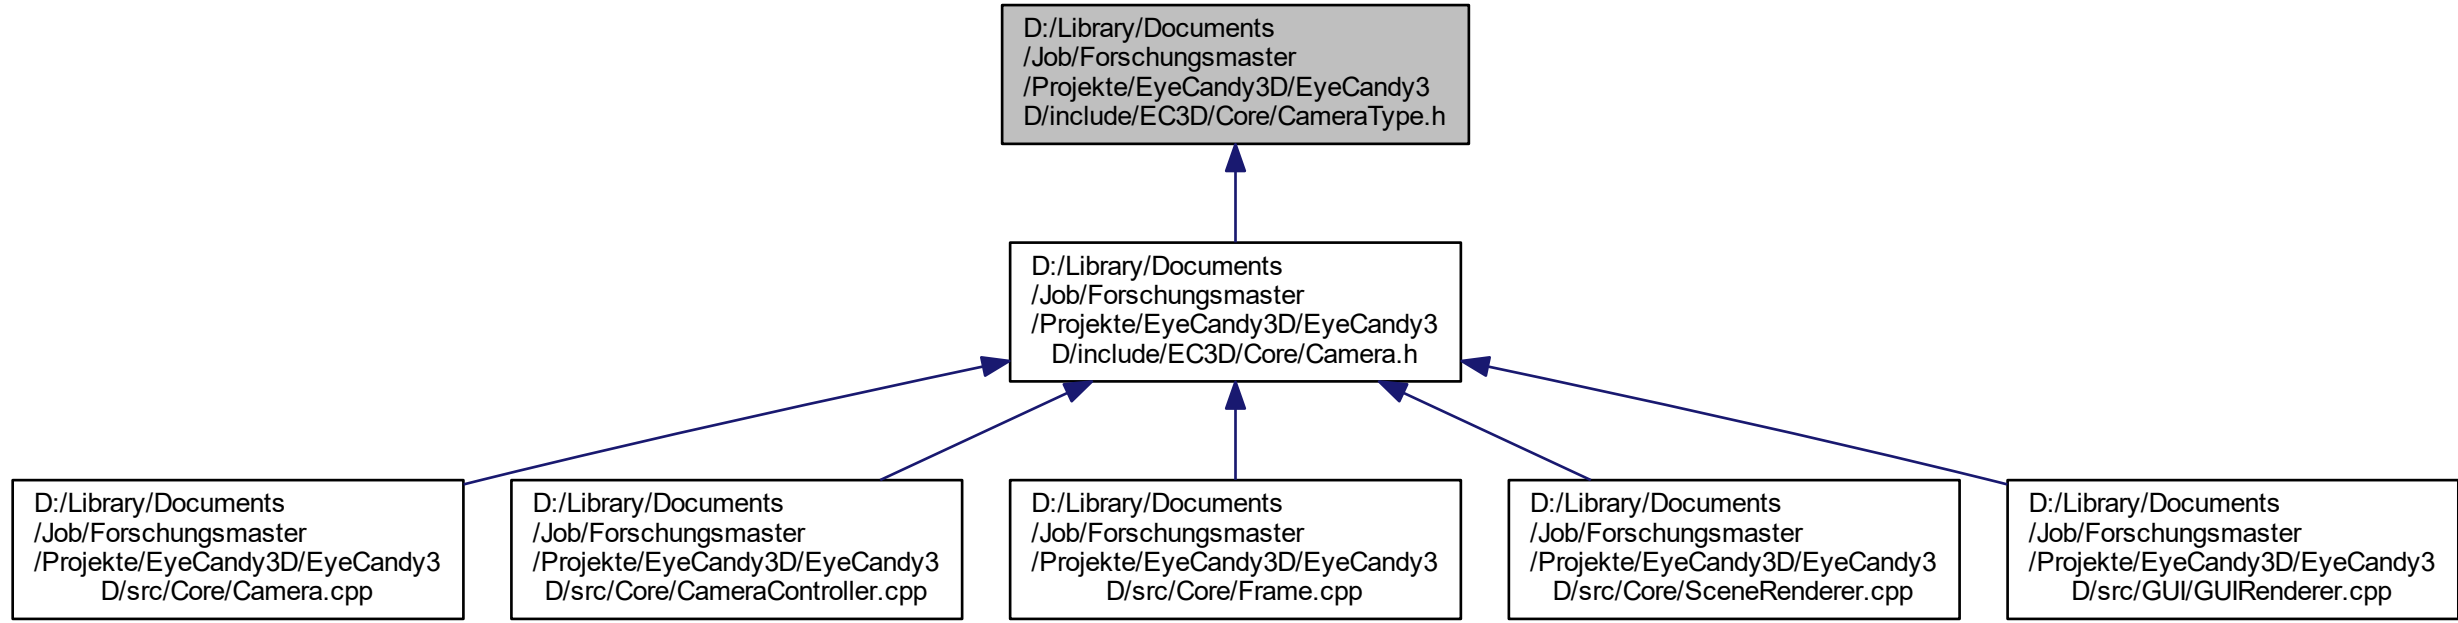 D:/Library/Documents
/Job/Forschungsmaster
/Projekte/EyeCandy3D/EyeCandy3
D/include/EC3D/Core/CameraType.h
D:/Library/Documents
/Job/Forschungsmaster
/Projekte/EyeCandy3D/EyeCandy3
D/include/EC3D/Core/Camera.h
D:/Library/Documents
/Job/Forschungsmaster
/Projekte/EyeCandy3D/EyeCandy3
D/src/Core/Camera.cpp
D:/Library/Documents
/Job/Forschungsmaster
/Projekte/EyeCandy3D/EyeCandy3
D/src/Core/CameraController.cpp
D:/Library/Documents
/Job/Forschungsmaster
/Projekte/EyeCandy3D/EyeCandy3
D/src/Core/Frame.cpp
D:/Library/Documents
/Job/Forschungsmaster
/Projekte/EyeCandy3D/EyeCandy3
D/src/Core/SceneRenderer.cpp
D:/Library/Documents
/Job/Forschungsmaster
/Projekte/EyeCandy3D/EyeCandy3
D/src/GUI/GUIRenderer.cpp